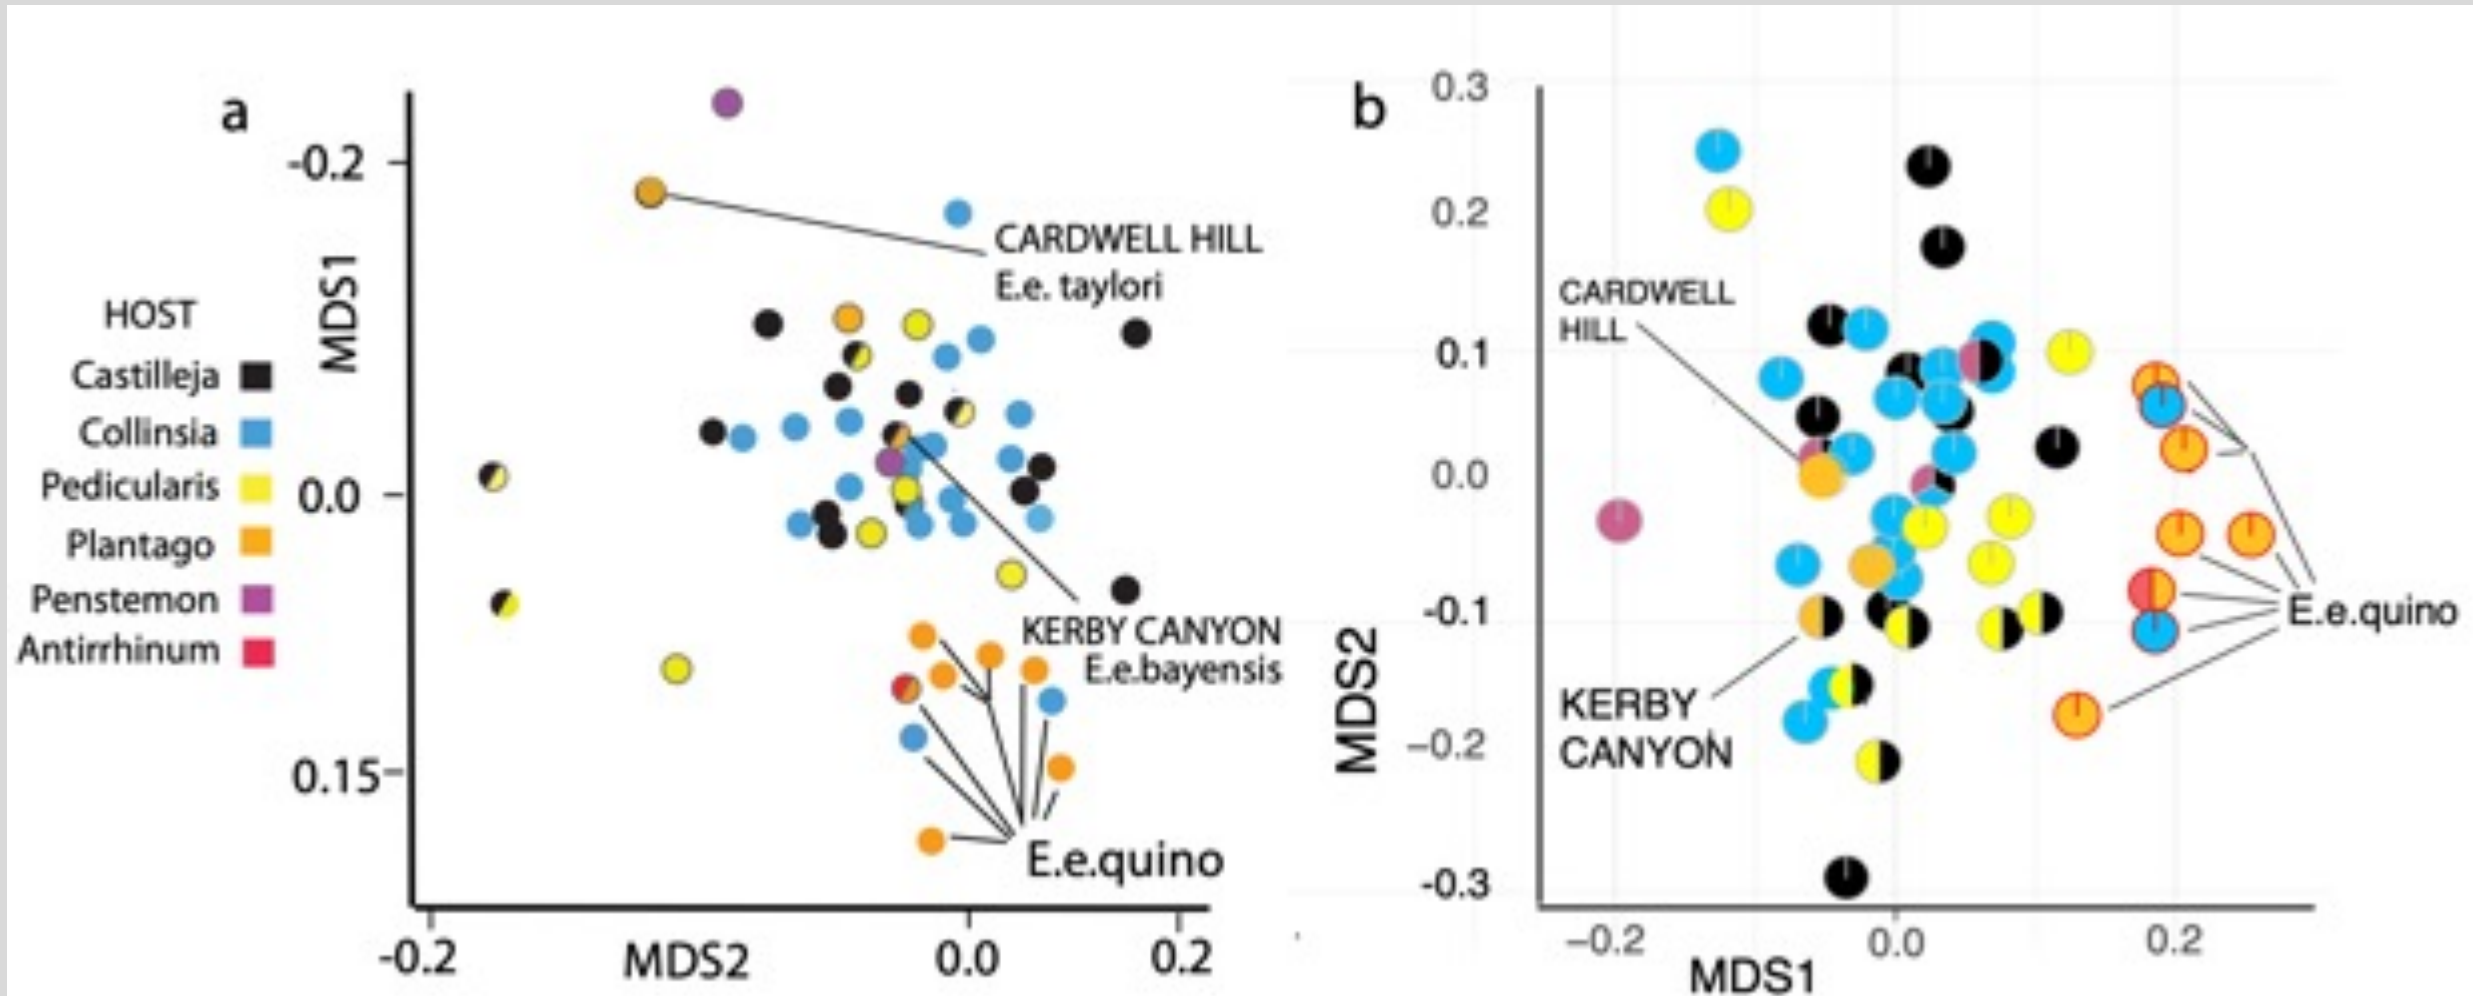 a
-0.2
MDS1
0.0
0.15
HOST
Castilleja
Collinsia
Pedicularis
Plantago
Penstemon
Antirrhinum
CARDWELL HILL
E.e. taylori
KERBY CANYON
E.e.bayensis
E.e.quino
-0.2
0.0
0.2
MDS2
b
0.3
0.2
0.1
0.0
-0.1
−0.2
-0.3
MDS2
CARDWELL
HILL
KERBY
CANYON
E.e.quino
−0.2
0.0
0.2
MDS1